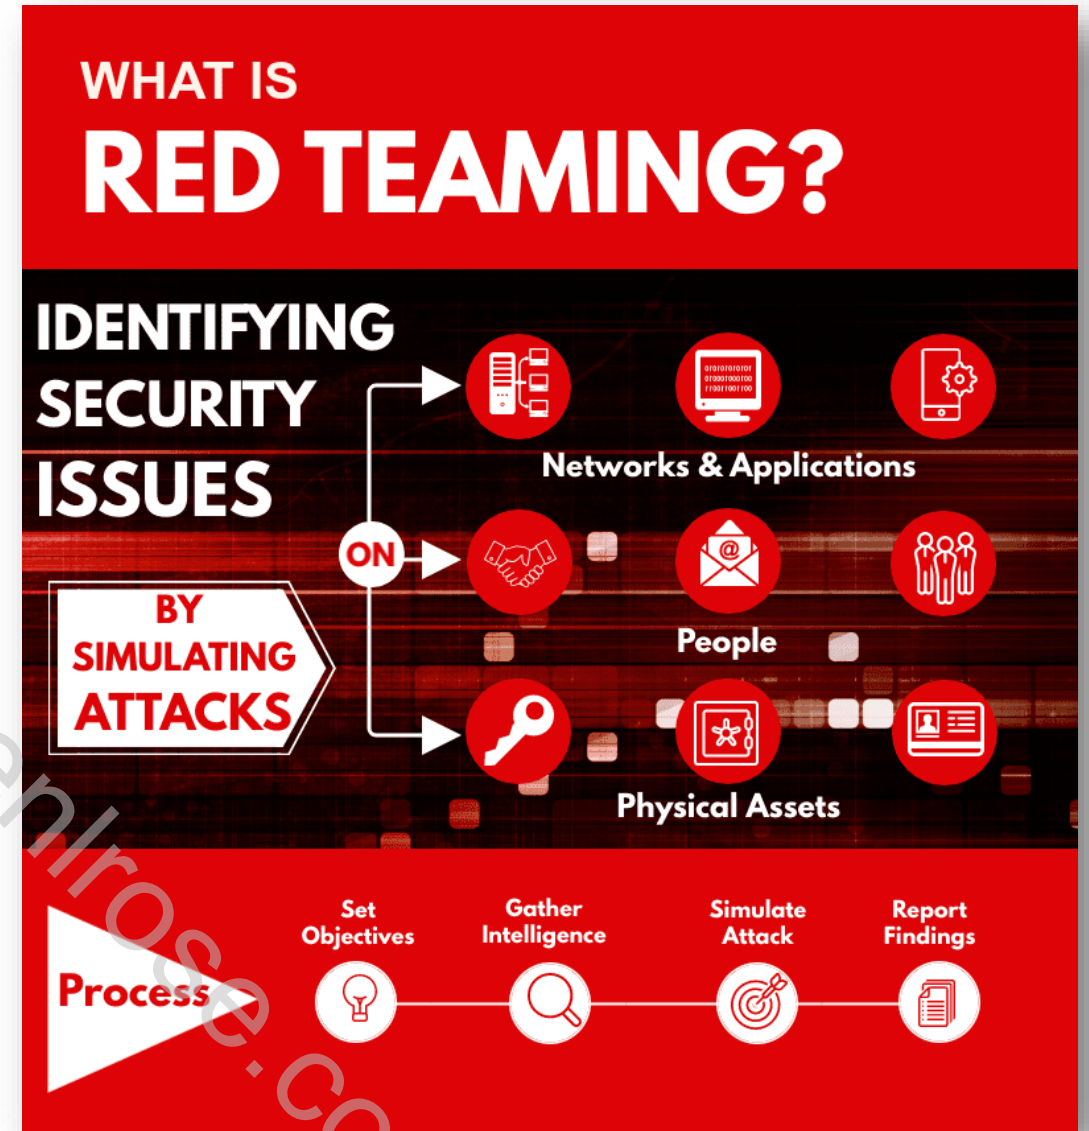 WHAT IS
RED TEAMING?
IDENTIFYING
SECURITY
ISSUES
BY
SIMULATING
ATTACKS
ON
Networks & Applications
@
People
Physical Assets
Process
Set
Objectives
Gather
Intelligence
Simulate
Attack
Report
Findings